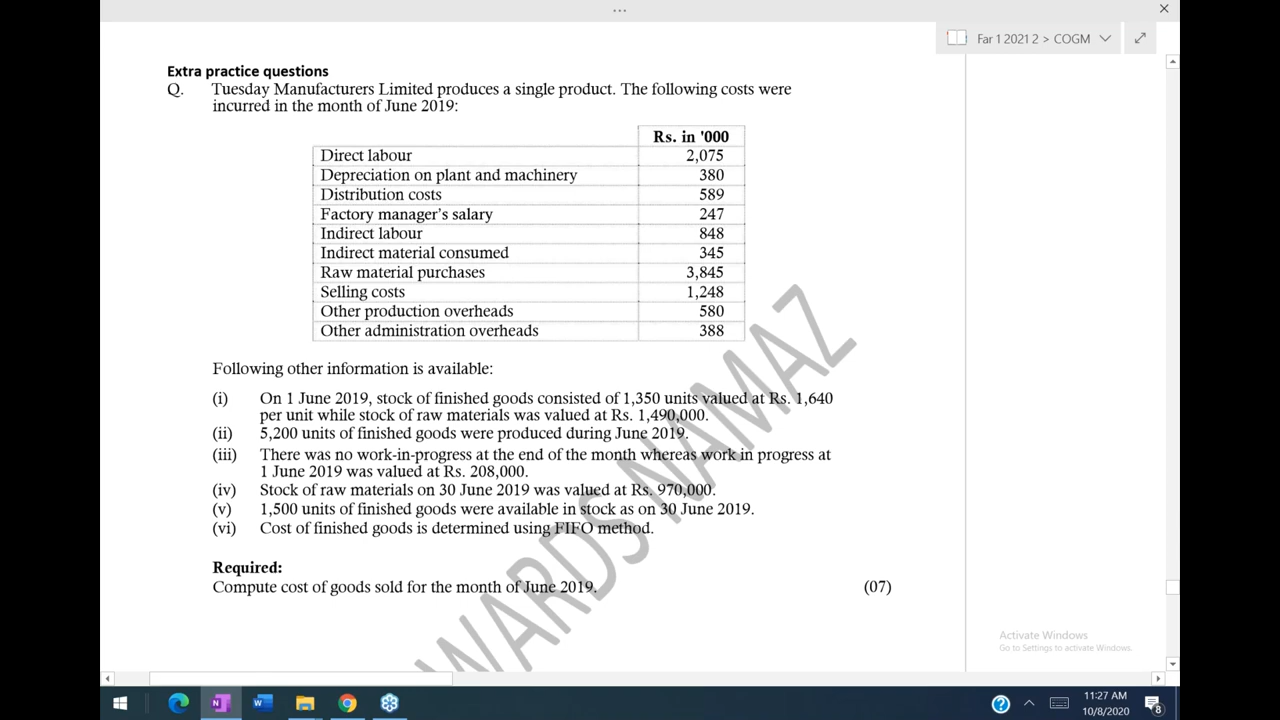 Far 1 2021 2 > COGM
Extra practice questions
Q. Tuesday Manufacturers Limited produces a single product. The following costs were
incurred in the month of June 2019:
Rs. in '000
Direct labour 2,075
Depreciation on plant and machinery 380
Distribution costs 589
Factory manager's salary 247
Indirect labour 848
Indirect material consumed 345
Raw material purchases 3,845
Selling costs 1,248
Other production overheads 580
Other administration overheads 388
Following other information is available:
(i) On 1 June 2019, stock of finished goods consisted of 1,350 units valued at Rs. 1,640
per unit while stock of raw materials was valued at Rs. 1,490,000.
(ii) 5,200 units of finished goods were produced during June 2019.
(iii) There was no work-in-progress at the end of the month whereas work in progress at
1 June 2019 was valued at Rs. 208,000.
(iv) Stock of raw materials on 30 June 2019 was valued at Rs. 970,000.
(v) 1,500 units of finished goods were available in stock as on 30 June 2019.
(vi) Cost of finished goods is determined using FIFO method.
Required:
Compute cost of goods sold for the month of June 2019. (07)
WARDS NAMAZ
Activate Windows
Go to Settings to activate Windows.
11:27 AM
10/8/2020
8